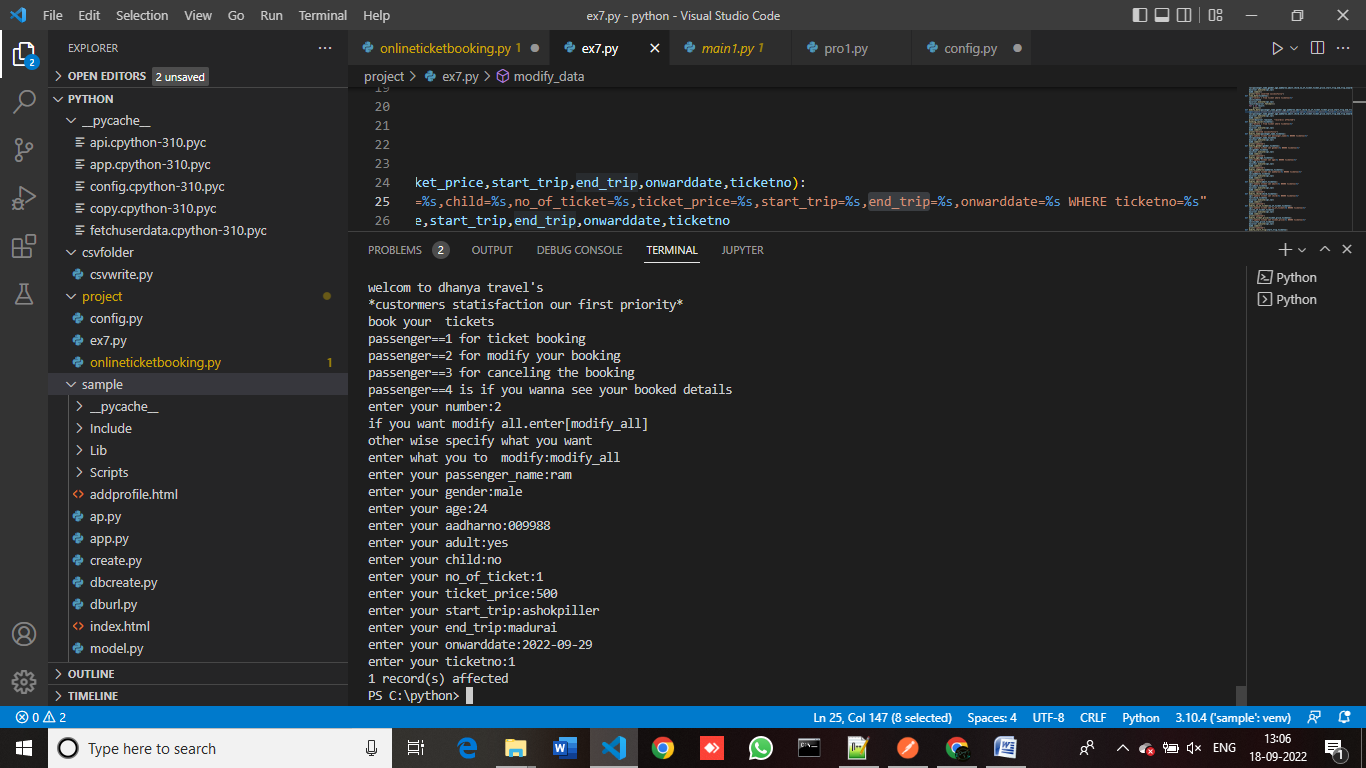 File Edit Selection View Go Run Terminal Help ex7.py - python - Visual Studio Code
EXPLORER
OPEN EDITORS 2 unsaved
PYTHON
__pycache__
api.cpython-310.pyc
app.cpython-310.pyc
config.cpython-310.pyc
copy.cpython-310.pyc
fetchuserdata.cpython-310.pyc
csvfolder
csvwrite.py
project
config.py
ex7.py
onlineticketbooking.py 1
sample
__pycache__
Include
Lib
Scripts
addprofile.html
ap.py
app.py
create.py
dbcreate.py
dburl.py
index.html
model.py
OUTLINE
TIMELINE
2
onlineticketbooking.py 1 ex7.py main1.py 1 pro1.py config.py
project > ex7.py > modify_data
19
20
21
22
23
24 ket_price,start_trip,end_trip,onwarddate,ticketno):
25 =%s,child=%s,no_of_ticket=%s,ticket_price=%s,start_trip=%s,end_trip=%s,onwarddate=%s WHERE ticketno=%s"
26 e,start_trip,end_trip,onwarddate,ticketno
PROBLEMS 2 OUTPUT DEBUG CONSOLE TERMINAL JUPYTER
Python
Python
welcom to dhanya travel's
*custormers statisfaction our first priority*
book your  tickets
passenger==1 for ticket booking
passenger==2 for modify your booking
passenger==3 for canceling the booking
passenger==4 is if you wanna see your booked details
enter your number:2
if you want modify all.enter[modify_all]
other wise specify what you want
enter what you to  modify:modify_all
enter your passenger_name:ram
enter your gender:male
enter your age:24
enter your aadharno:009988
enter your adult:yes
enter your child:no
enter your no_of_ticket:1
enter your ticket_price:500
enter your start_trip:ashokpiller
enter your end_trip:madurai
enter your onwarddate:2022-09-29
enter your ticketno:1
1 record(s) affected
PS C:\python>
0 2 Ln 25, Col 147 (8 selected) Spaces: 4 UTF-8 CRLF Python 3.10.4 ('sample': venv)
Type here to search ENG 13:06
18-09-2022 1